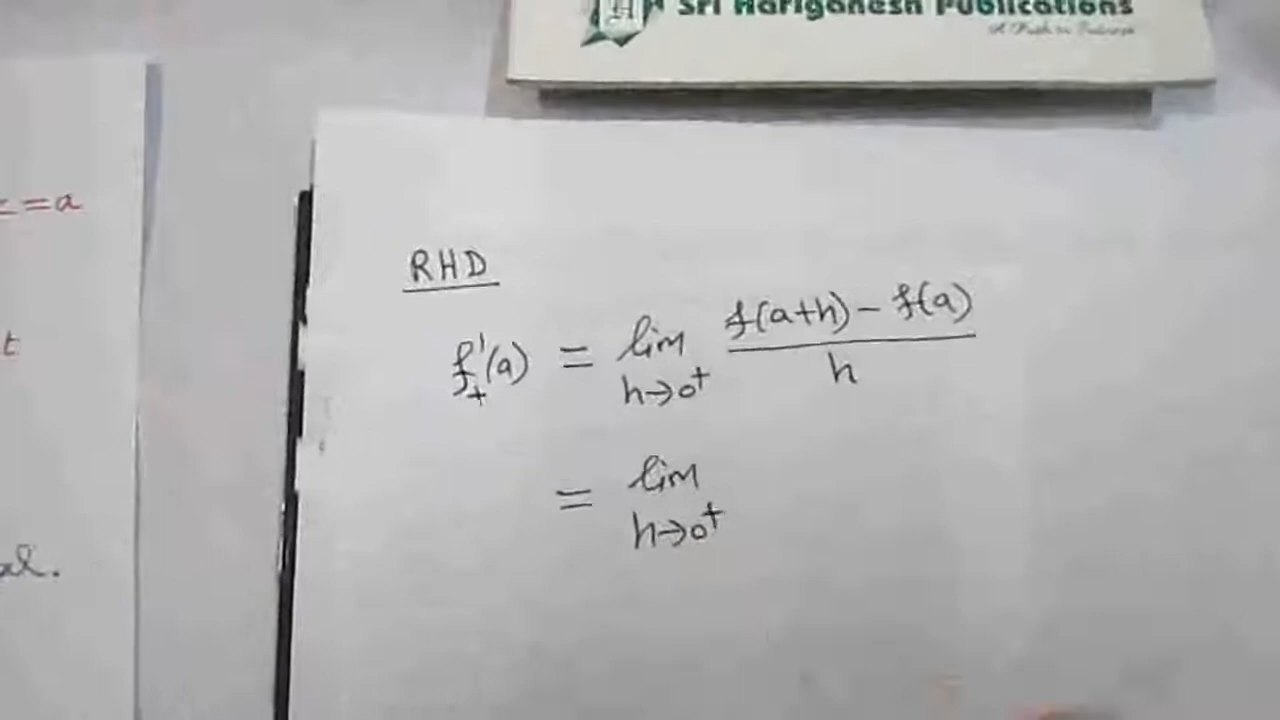 Sri Hariganesh Publications
=a
t
al.
RHD
f'₊(a) = lim h→0⁺ f(a+h) - f(a) / h
= lim h→0⁺